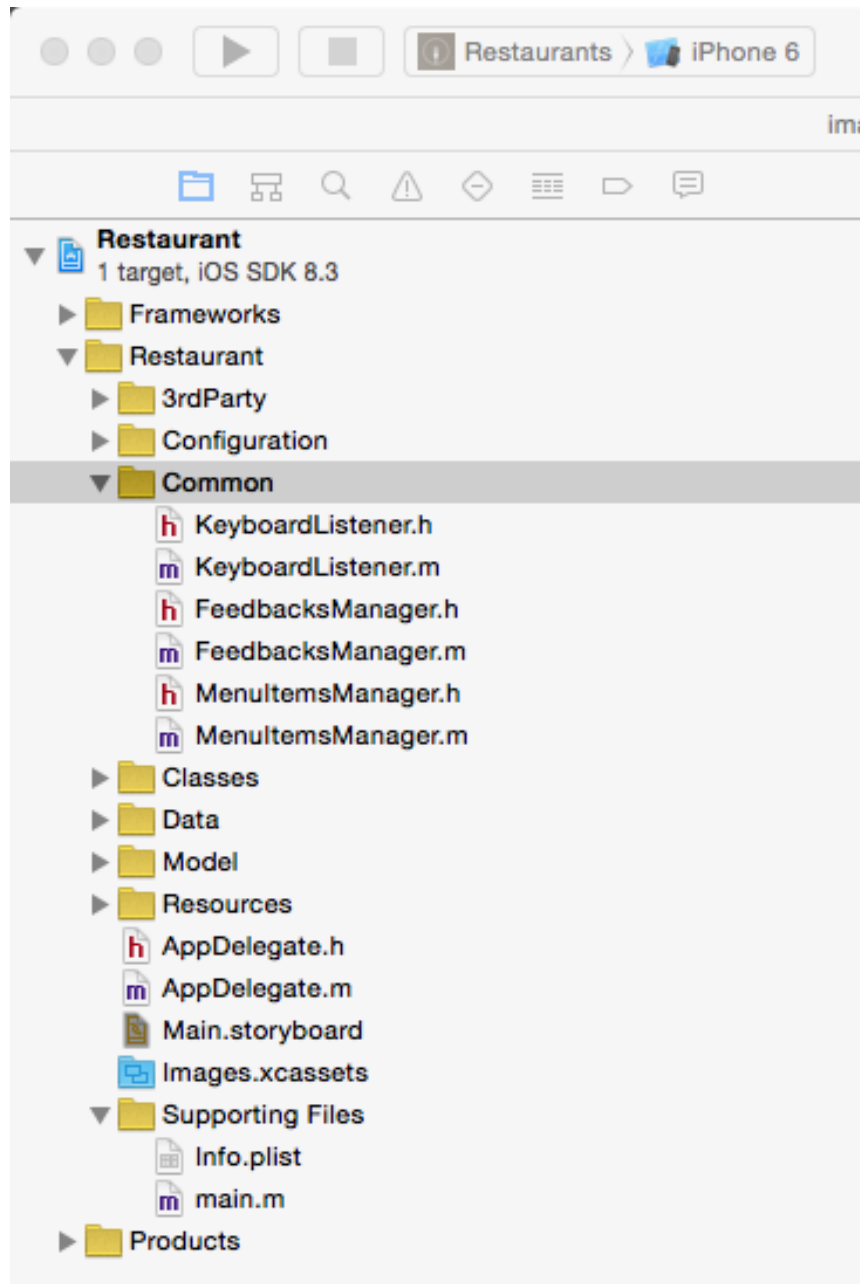 Restaurants 〉 iPhone 6
ima
Restaurant
1 target, iOS SDK 8.3
Frameworks
Restaurant
3rdParty
Configuration
Common
h KeyboardListener.h
m KeyboardListener.m
h FeedbacksManager.h
m FeedbacksManager.m
h MenuItemsManager.h
m MenuItemsManager.m
Classes
Data
Model
Resources
h AppDelegate.h
m AppDelegate.m
Main.storyboard
Images.xcassets
Supporting Files
Info.plist
m main.m
Products